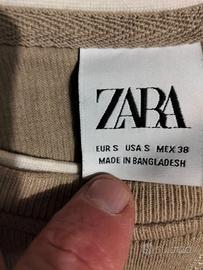 ZARA
EUR S USA S MEX 38
MADE IN BANGLADESH